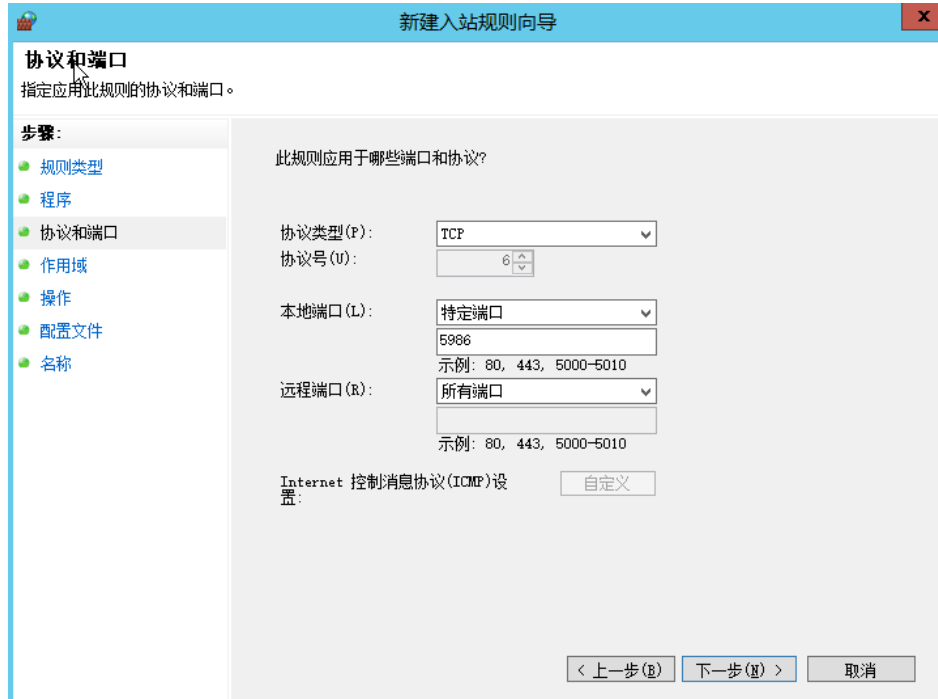 新建入站规则向导
x
协议和端口
指定应用此规则的协议和端口。
步骤:
规则类型
程序
协议和端口
作用域
操作
配置文件
名称
此规则应用于哪些端口和协议?
协议类型(P): TCP
协议号(U): 6
本地端口(L): 特定端口
5986
示例: 80, 443, 5000-5010
远程端口(R): 所有端口
示例: 80, 443, 5000-5010
Internet 控制消息协议(ICMP)设
置:
自定义
< 上一步(B) 下一步(N) > 取消